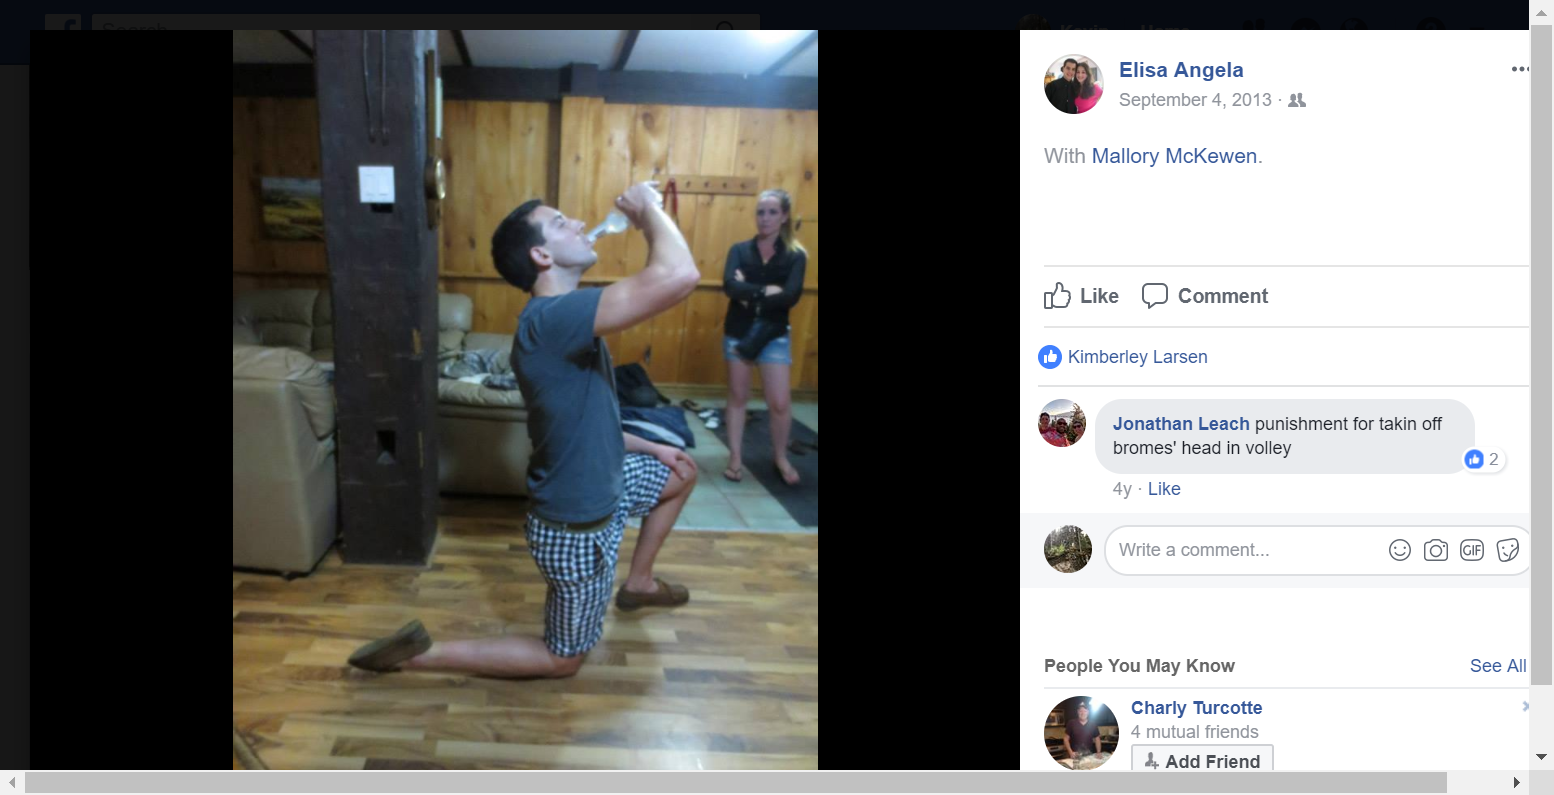 Search
Elisa Angela
September 4, 2013 ·
With Mallory McKewen.
Like Comment
Kimberley Larsen
Jonathan Leach punishment for takin off
bromes' head in volley
2
4y · Like
Write a comment...
GIF
People You May Know
See All
Charly Turcotte
4 mutual friends
Add Friend